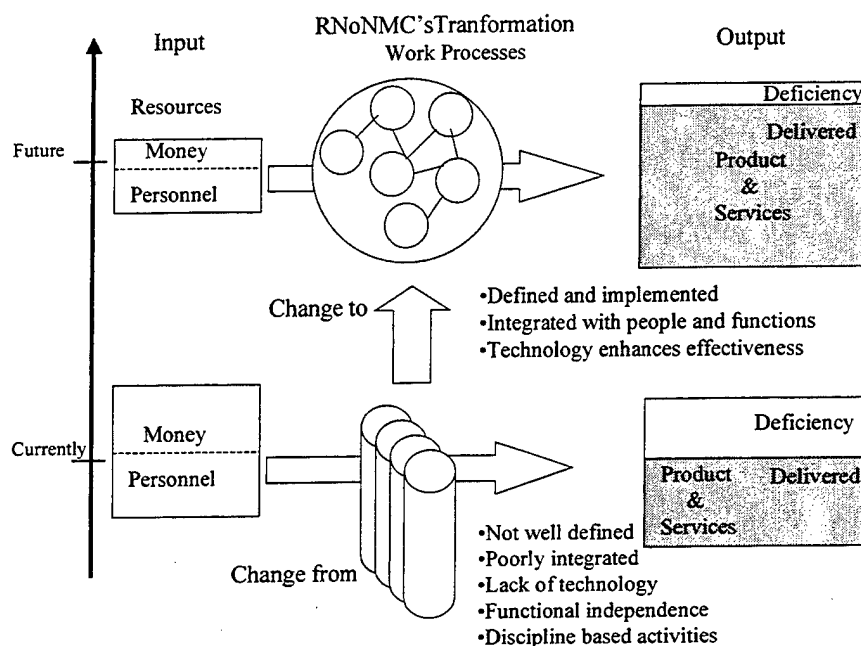 RNoNMC'sTranformation
Input
Work Processes
Output
Resources
Future
Money
Personnel
Deficiency
Delivered
Product
&
Services
Change to
•Defined and implemented
•Integrated with people and functions
•Technology enhances effectiveness
Currently
Money
Personnel
Deficiency
Product Delivered
&
Services
Change from
•Not well defined
•Poorly integrated
•Lack of technology
•Functional independence
•Discipline based activities